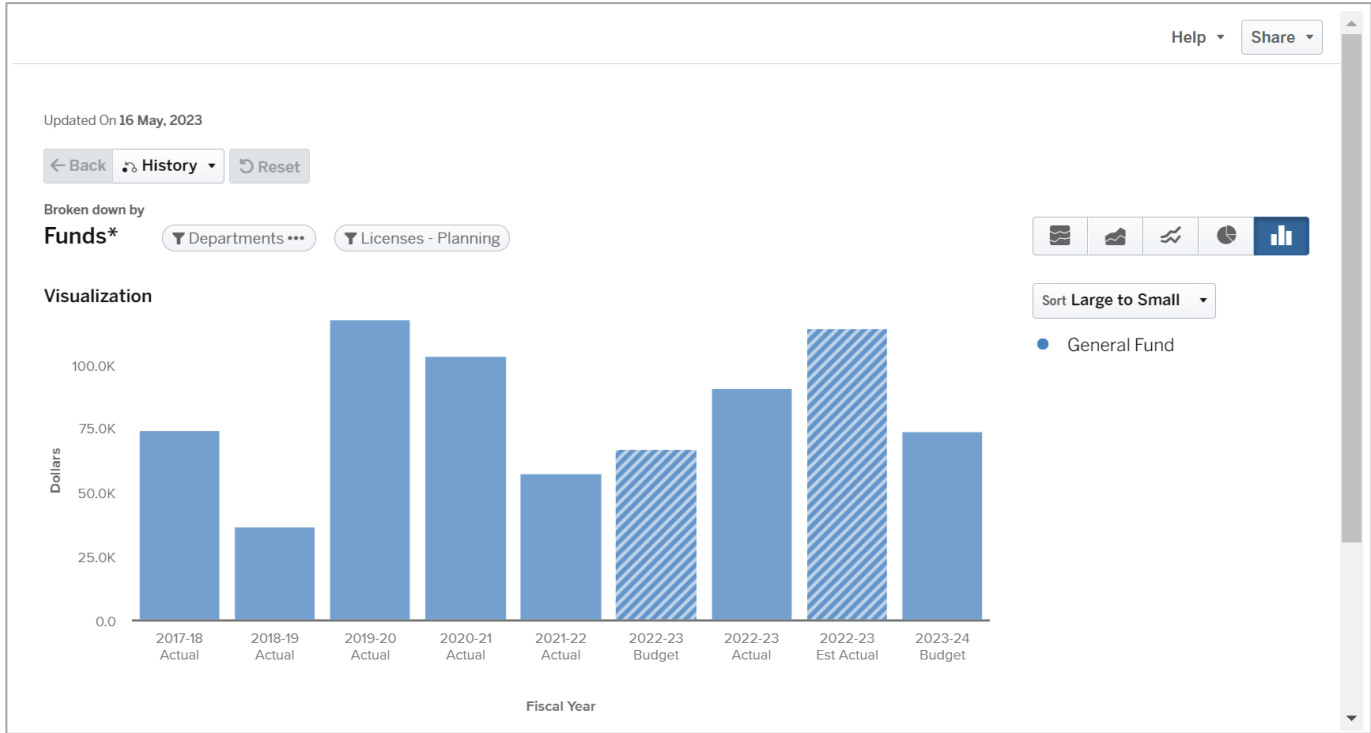 Help
Share
Updated On 16 May, 2023
Back
History
Reset
Broken down by
Funds*
Departments •••
Licenses - Planning
Visualization
Sort Large to Small
General Fund
100.0K
75.0K
50.0K
25.0K
0.0
Dollars
2017-18
Actual
2018-19
Actual
2019-20
Actual
2020-21
Actual
2021-22
Actual
2022-23
Budget
2022-23
Actual
2022-23
Est Actual
2023-24
Budget
Fiscal Year